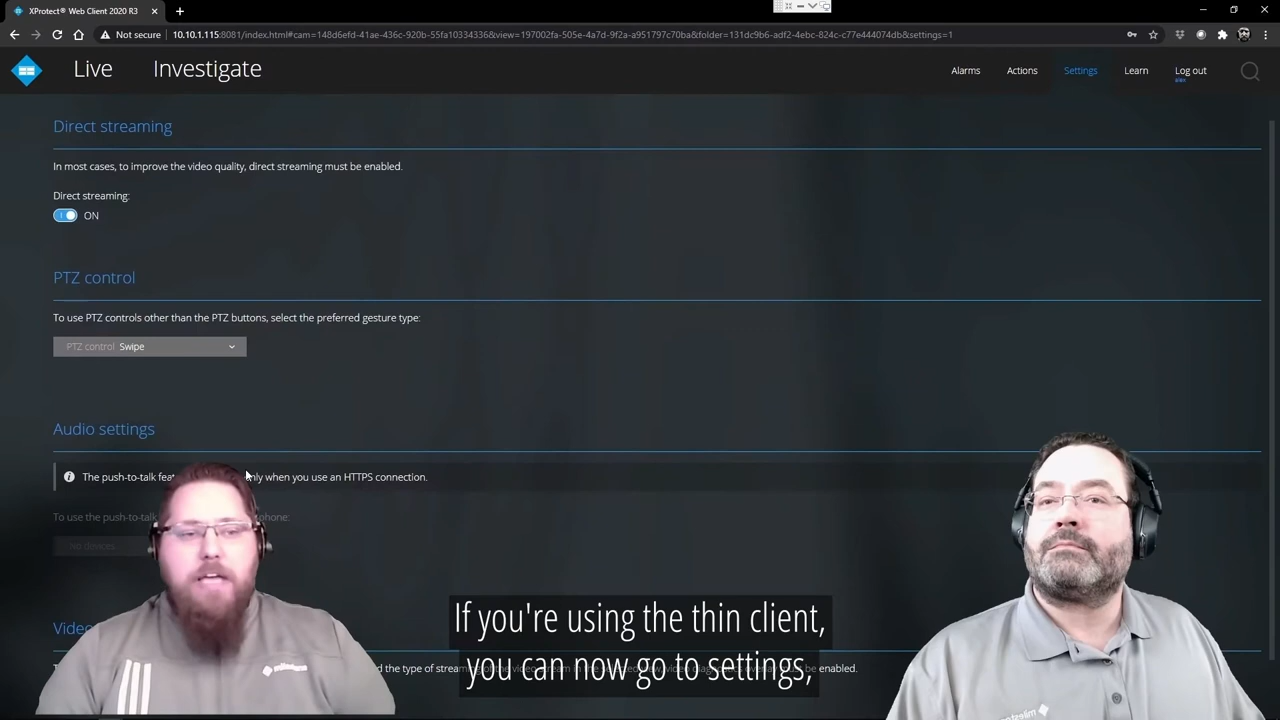 XProtect® Web Client 2020 R3
Not secure
10.10.1.115:8081/index.html#cam=148d6efd-41ae-436c-920b-55fa10334336&view=197002fa-505e-4a7d-9f2a-a951797c70ba&folder=131dc9b6-adf2-4ebc-824c-c77e444074db&settings=1
Live Investigate Alarms Actions Settings Learn Log out
alex
Direct streaming
In most cases, to improve the video quality, direct streaming must be enabled.
Direct streaming:
ON
PTZ control
To use PTZ controls other than the PTZ buttons, select the preferred gesture type:
PTZ control Swipe
Audio settings
The push-to-talk only when you use an HTTPS connection.
To use the push-to-talk
No devices
If you're using the thin client,
you can now go to settings,
Video
and the type of enabled.
milestone